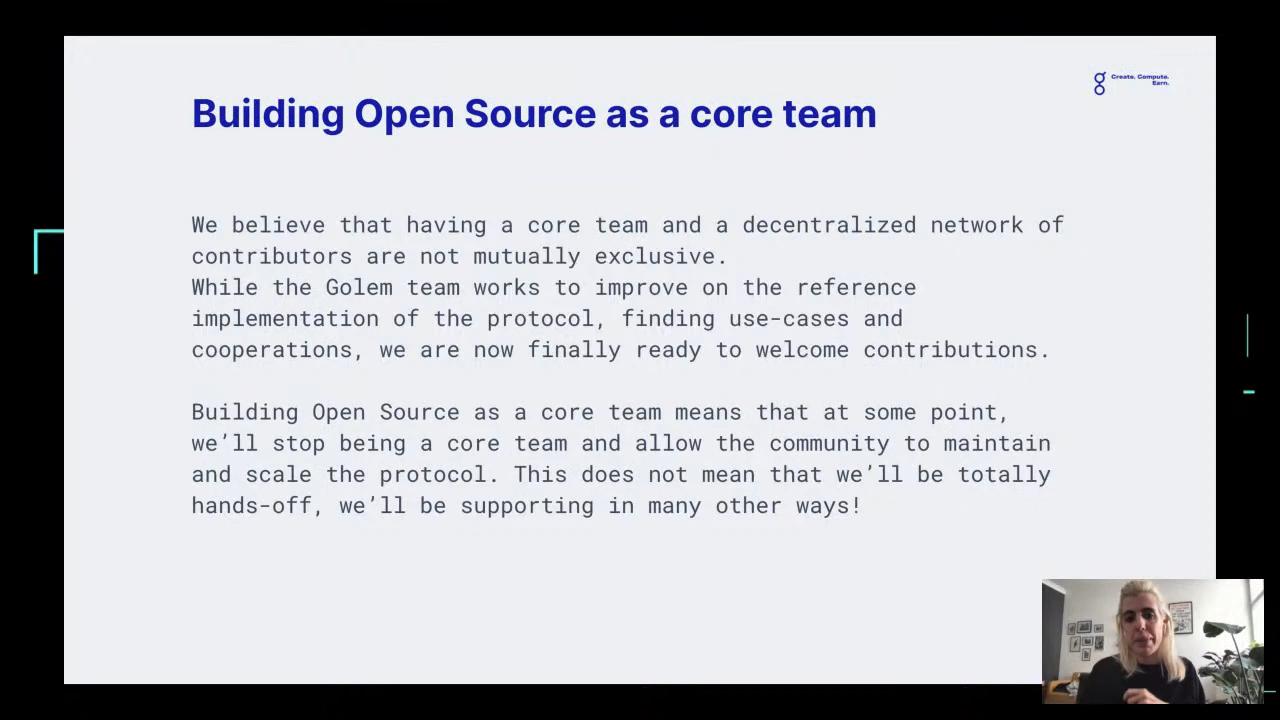 Create. Compute.
Earn.
Building Open Source as a core team
We believe that having a core team and a decentralized network of
contributors are not mutually exclusive.
While the Golem team works to improve on the reference
implementation of the protocol, finding use-cases and
cooperations, we are now finally ready to welcome contributions.
Building Open Source as a core team means that at some point,
we’ll stop being a core team and allow the community to maintain
and scale the protocol. This does not mean that we’ll be totally
hands-off, we’ll be supporting in many other ways!